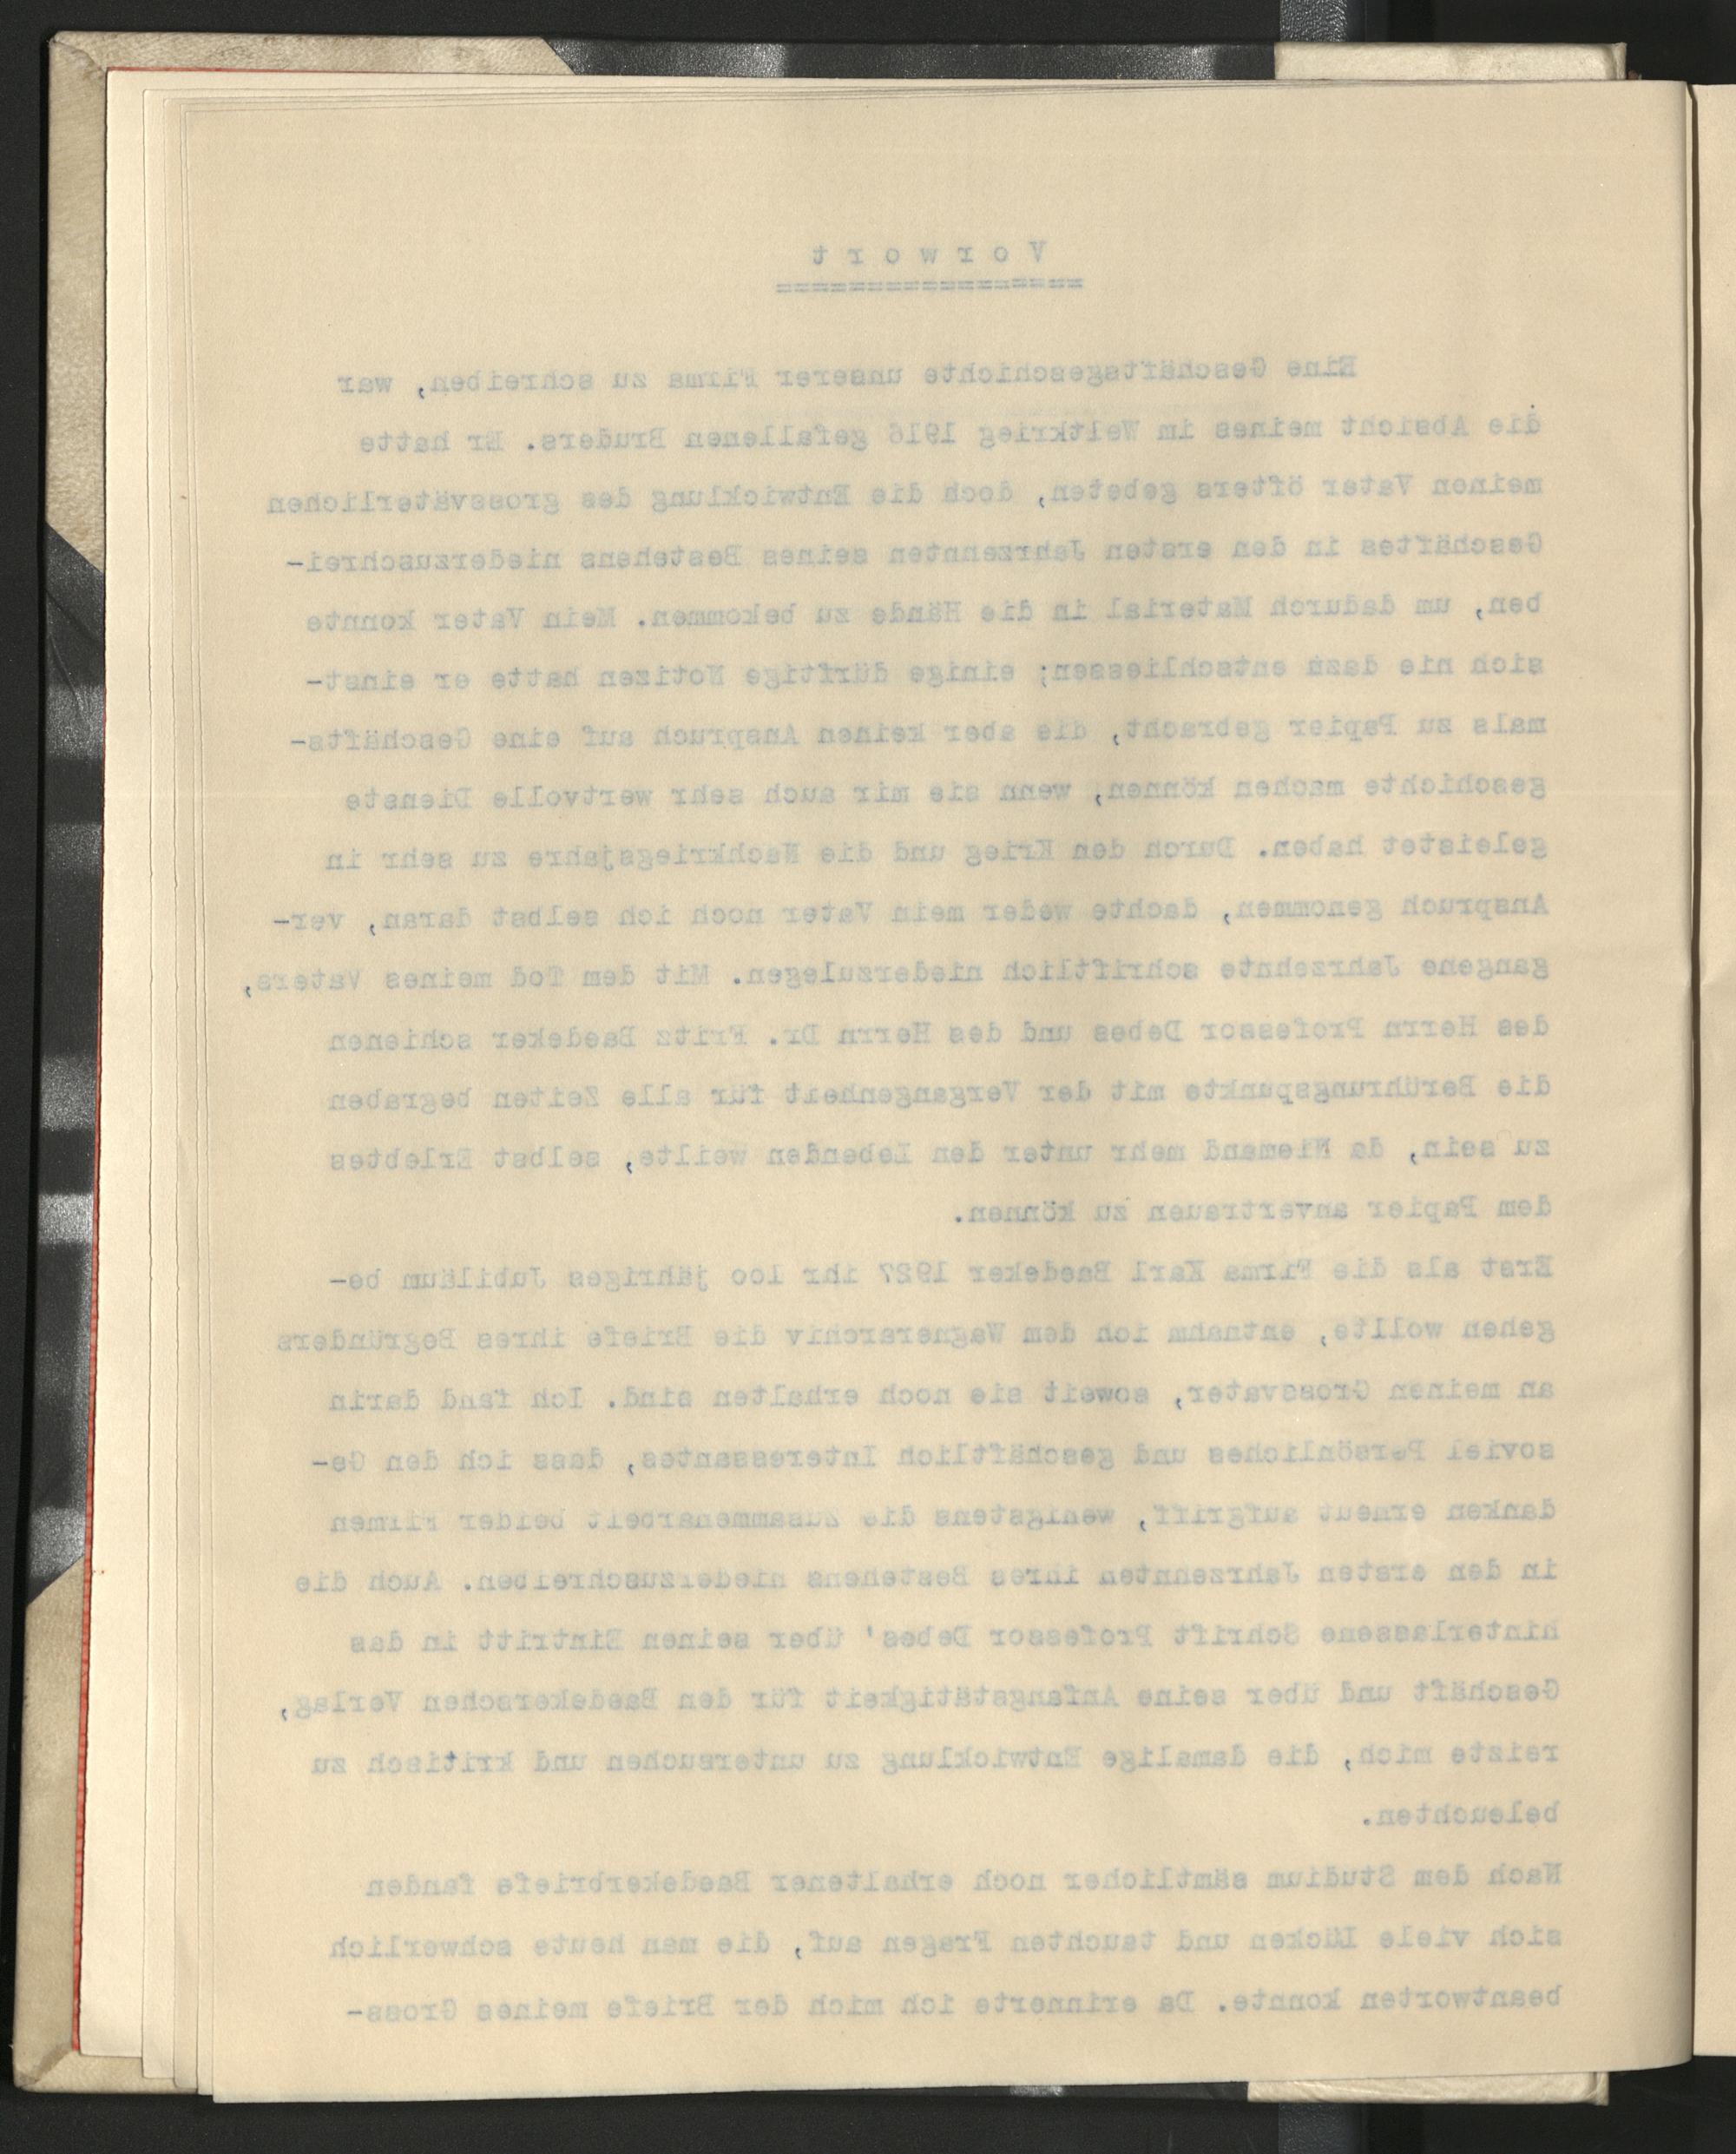 Vorwort
=================
Eine Geschäftsgeschichte unserer Firma zu schreiben, war
die Absicht meines im Weltkrieg 1916 gefallenen Bruders. Er hatte
meinen Vater öfters gebeten, doch die Entwicklung des grossväterlichen
Geschäftes in den ersten Jahrzehnten seines Bestehens niederzuschrei-
ben, um dadurch Material in die Hände zu bekommen. Mein Vater konnte
sich nie dazu entschliessen; einige dürftige Notizen hatte er einst-
mals zu Papier gebracht, die aber keinen Anspruch auf eine Geschäfts-
geschichte machen können, wenn sie mir auch sehr wertvolle Dienste
geleistet haben. Durch den Krieg und die Nachkriegsjahre zu sehr in
Anspruch genommen, dachte weder mein Vater noch ich selbst daran, ver-
gangene Jahrzehnte schriftlich niederzulegen. Mit dem Tod meines Vaters,
des Herrn Professor Debes und des Herrn Dr. Fritz Baedeker schienen
die Berührungspunkte mit der Vergangenheit für alle Zeiten begraben
zu sein, da Niemand mehr unter den Lebenden weilte, selbst Erlebtes
dem Papier anvertrauen zu können.
Erst als die Firma Karl Baedeker 1927 ihr 100 jähriges Jubiläum be-
gehen wollte, entnahm ich dem Wagnerarchiv die Briefe ihres Begründers
an meinen Grossvater, soweit sie noch erhalten sind. Ich fand darin
soviel Persönliches und geschäftlich Interessantes, dass ich den Ge-
danken erneut aufgriff, wenigstens die Zusammenarbeit beider Firmen
in den ersten Jahrzehnten ihres Bestehens niederzuschreiben. Auch die
hinterlassene Schrift Professor Debes' über seinen Eintritt in das
Geschäft und über seine Anfangstätigkeit für den Baedekerschen Verlag,
reizte mich, die damalige Entwicklung zu untersuchen und kritisch zu
beleuchten.
Nach dem Studium sämtlicher noch erhaltener Baedekerbriefe fanden
sich viele Lücken und tauchten Fragen auf, die man heute schwerlich
beantworten konnte. Da erinnerte ich mich der Briefe meines Gross-